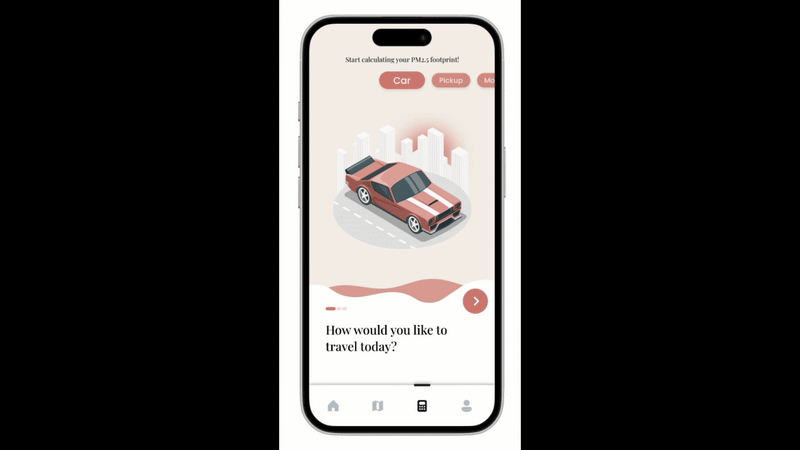 Start calculating your PM2.5 footprint!
Car
Pickup
Mo
How would you like to
travel today?